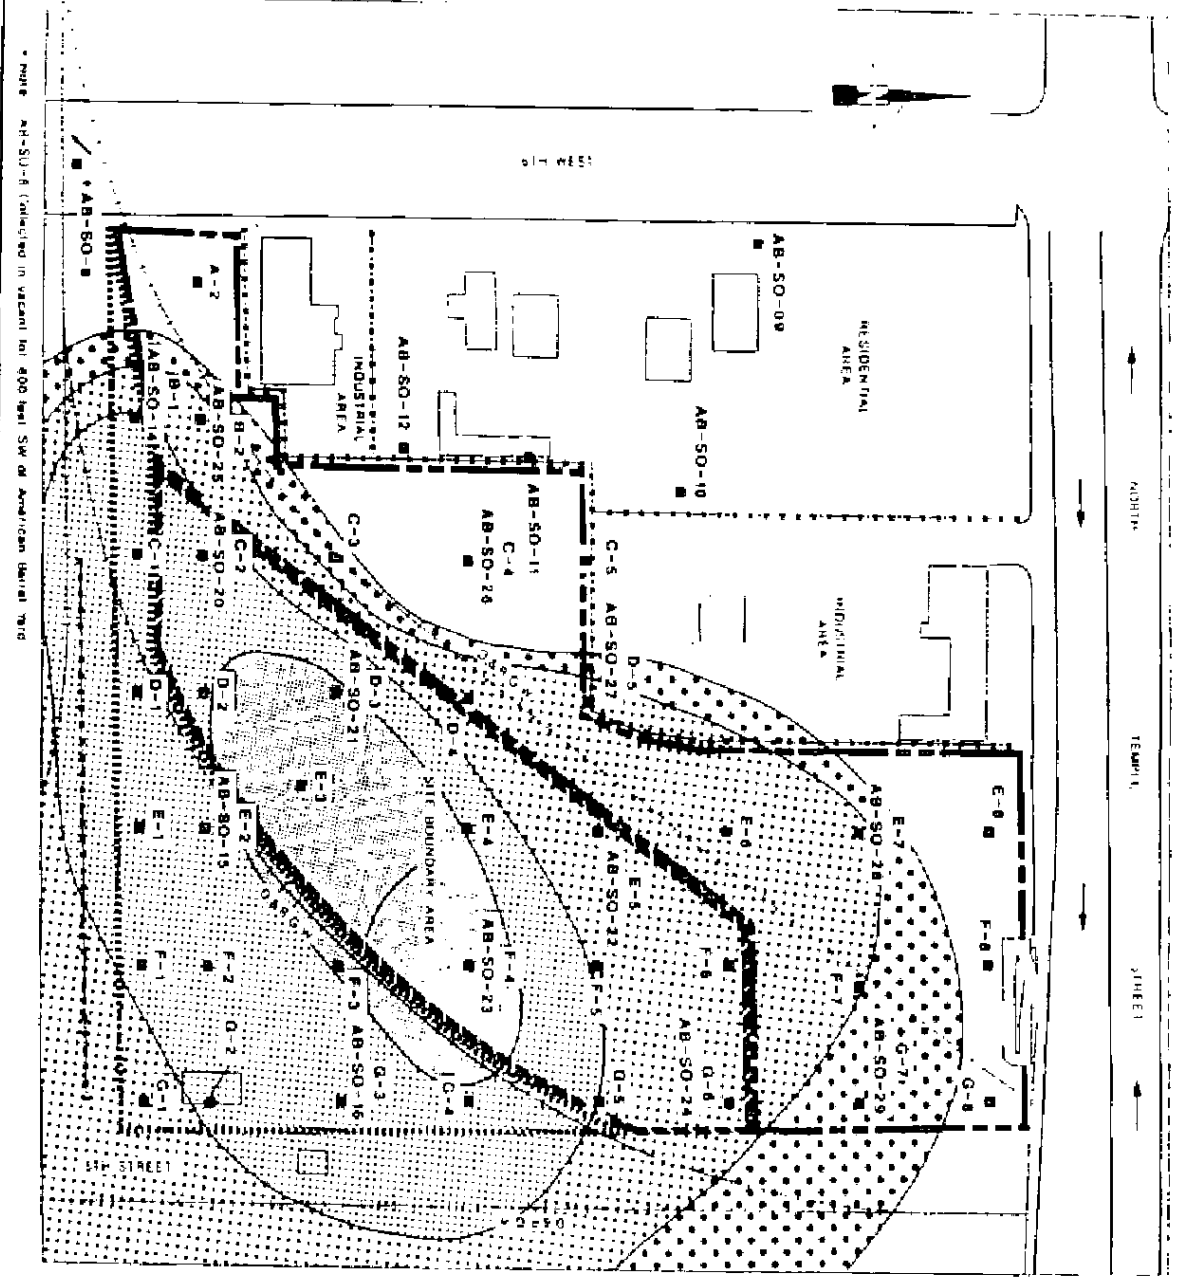 N
6TH WEST
NORTH
TEMPLE
STREET
RESIDENTIAL
AREA
AB-SO-09
AB-SO-10
INDUSTRIAL
AREA
AB-SO-12
AB-SO-11
C-4
AB-SO-26
INDUSTRIAL
AREA
C-5
AB-SO-27
D-5
A-2
B-1
AB-SO-14
AB-SO-25
B-2
C-3
C-1
AB-SO-20
C-2
D-1
D-2
D-3
AB-SO-21
D-4
SITE BOUNDARY AREA
E-1
AB-SO-15
E-2
E-3
E-4
E-5
AB-SO-22
E-6
E-7
AB-SO-28
E-8
F-1
F-2
F-3
AB-SO-16
F-4
AB-SO-23
F-5
F-6
F-7
F-8
G-1
G-2
G-3
G-4
G-5
AB-SO-24
G-6
G-7
AB-SO-29
G-8
5TH STREET
*AB-SO-8
* Note: AB-SO-8 Collected in vacant lot 800 feet SW of American Barrel Yard